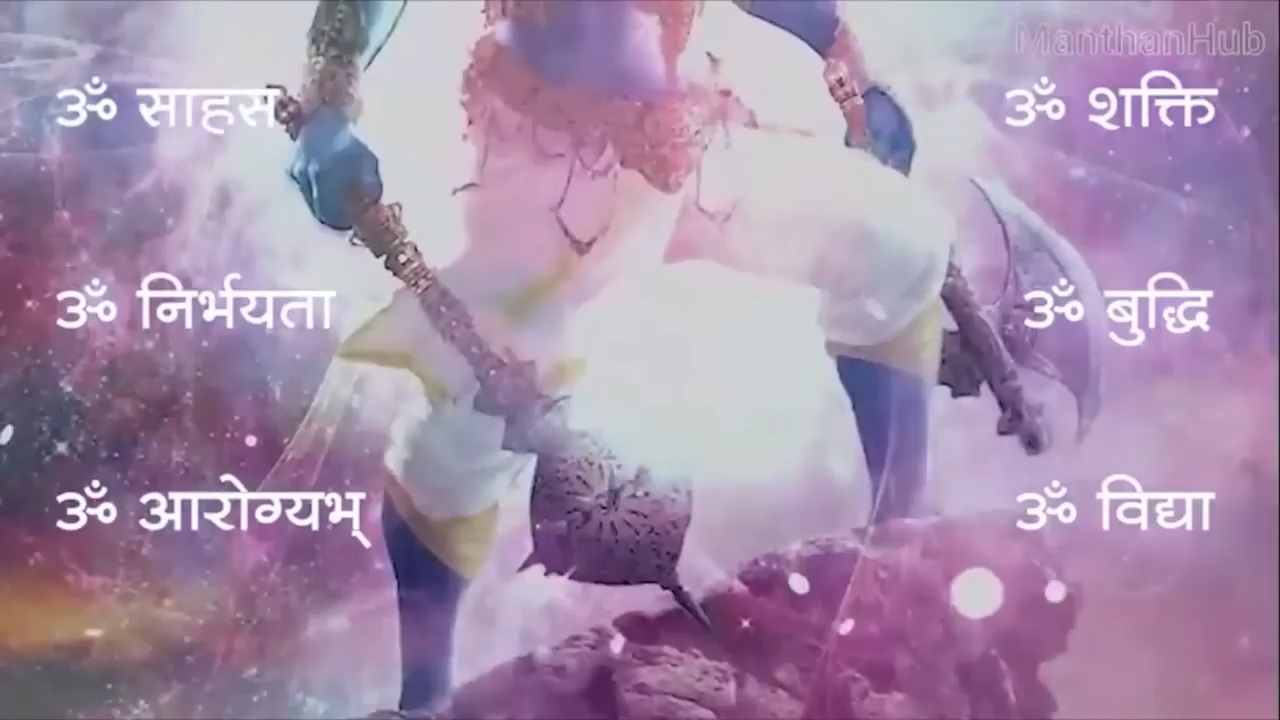 ManthanHub
ॐ साहस
ॐ शक्ति
ॐ निर्भयता
ॐ बुद्धि
ॐ आरोग्यभ्
ॐ विद्या